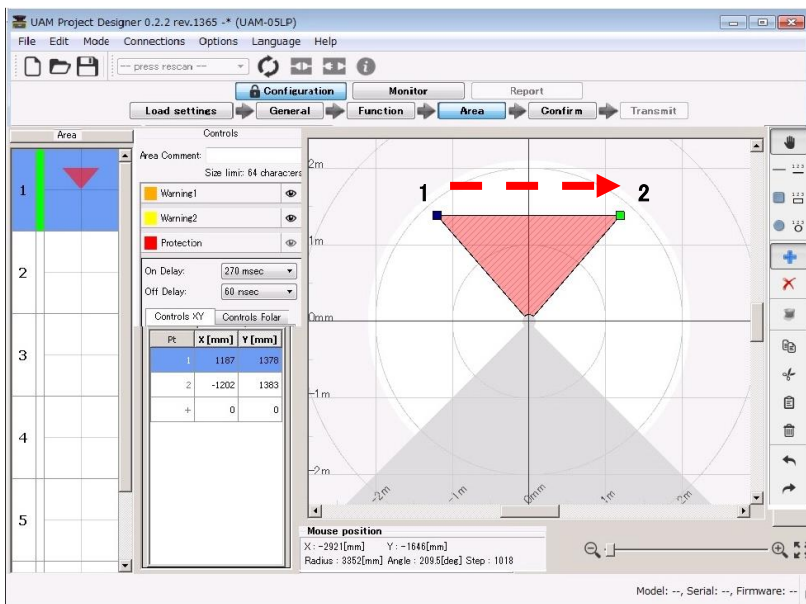 UAM Project Designer 0.2.2 rev.1365 -* (UAM-05LP)
File Edit Mode Connections Options Language Help
-- press rescan --
Configuration Monitor Report
Load settings General Function Area Confirm Transmit
Area
1
2
3
4
5
Controls
Area Comment:
Size limit: 64 characters
Warning1
Warning2
Protection
On Delay: 270 msec
Off Delay: 60 msec
Controls XY Controls Folar
Pt X [mm] Y [mm]
1 1187 1378
2 -1202 1383
+ 0 0
2m
1 2
1m
0mm
-1m
-2m
-2m -1m 0mm 1m 2m
123
123
123
Mouse position
X : -2921[mm] Y : -1646[mm]
Radius : 3352[mm] Angle : 209.5[deg] Step : 1018
Model: --, Serial: --, Firmware: --